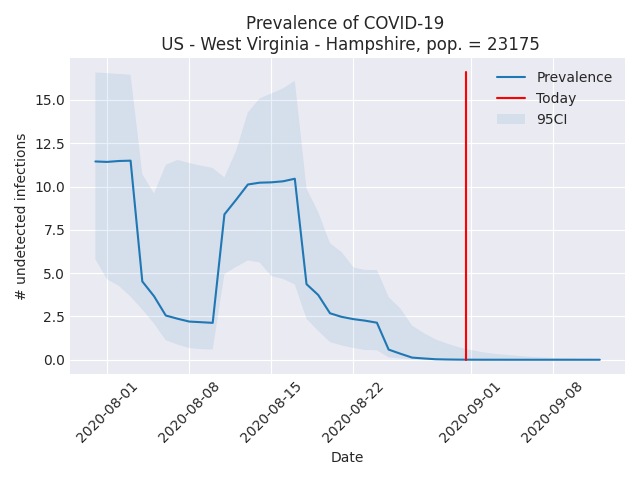 Prevalence of COVID-19
US - West Virginia - Hampshire, pop. = 23175
Prevalence
Today
95CI
# undetected infections
15.0
12.5
10.0
7.5
5.0
2.5
0.0
2020-08-01
2020-08-08
2020-08-15
2020-08-22
2020-09-01
2020-09-08
Date